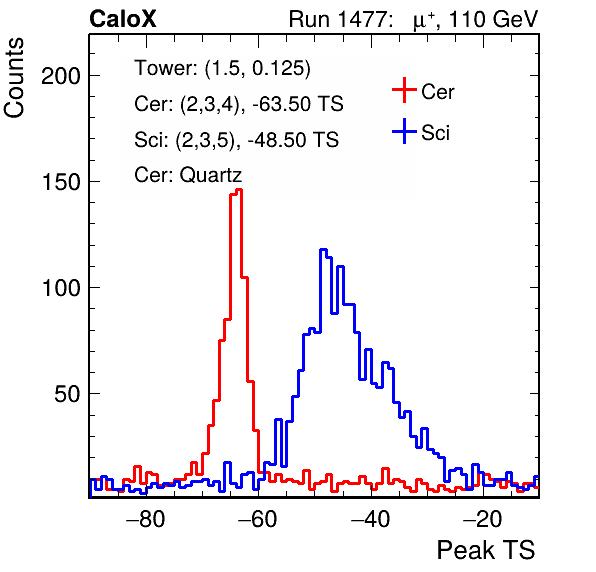 CaloX Run 1477: μ⁺, 110 GeV
Counts
Tower: (1.5, 0.125)
Cer: (2,3,4), -63.50 TS
Sci: (2,3,5), -48.50 TS
Cer: Quartz
Cer
Sci
200
150
100
50
−80 −60 −40 −20
Peak TS